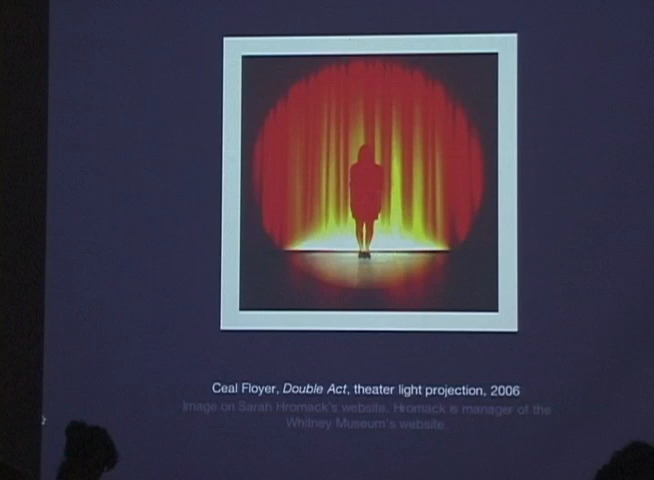 Ceal Floyer, Double Act, theater light projection, 2006
Image on Sarah Hromack's website. Hromack is manager of the
Whitney Museum's website